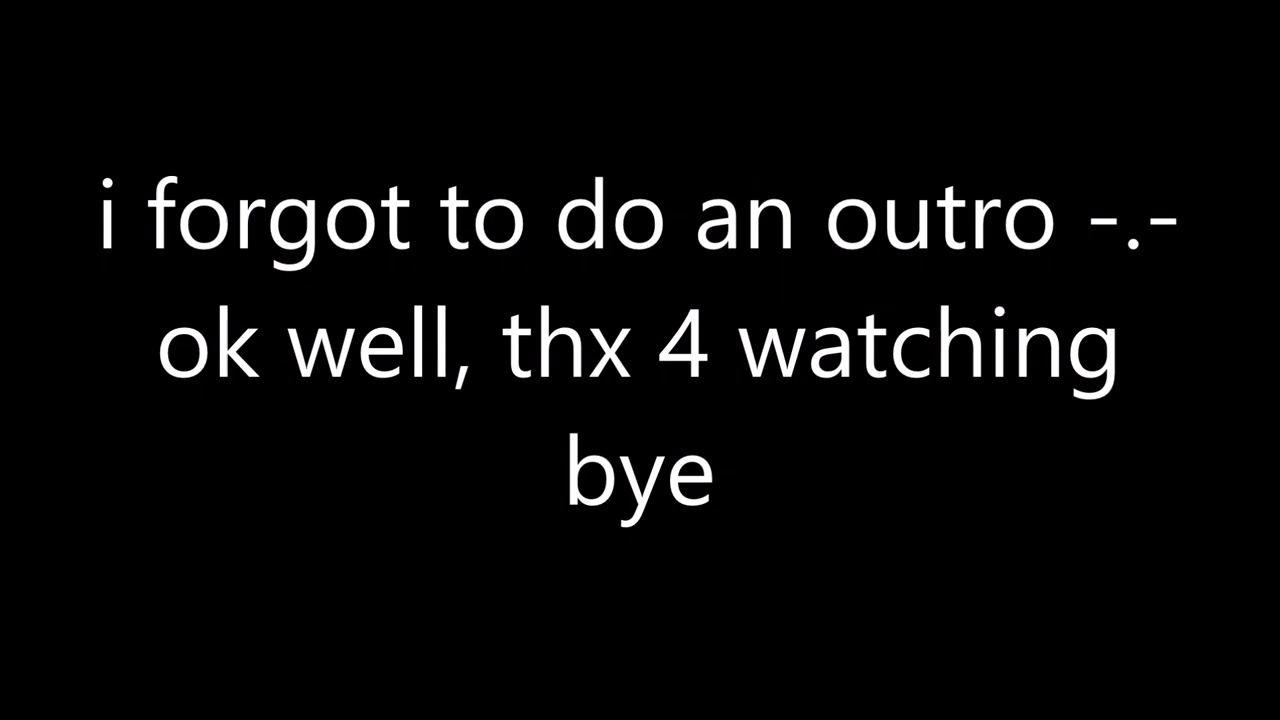 i forgot to do an outro -.-
ok well, thx 4 watching
bye